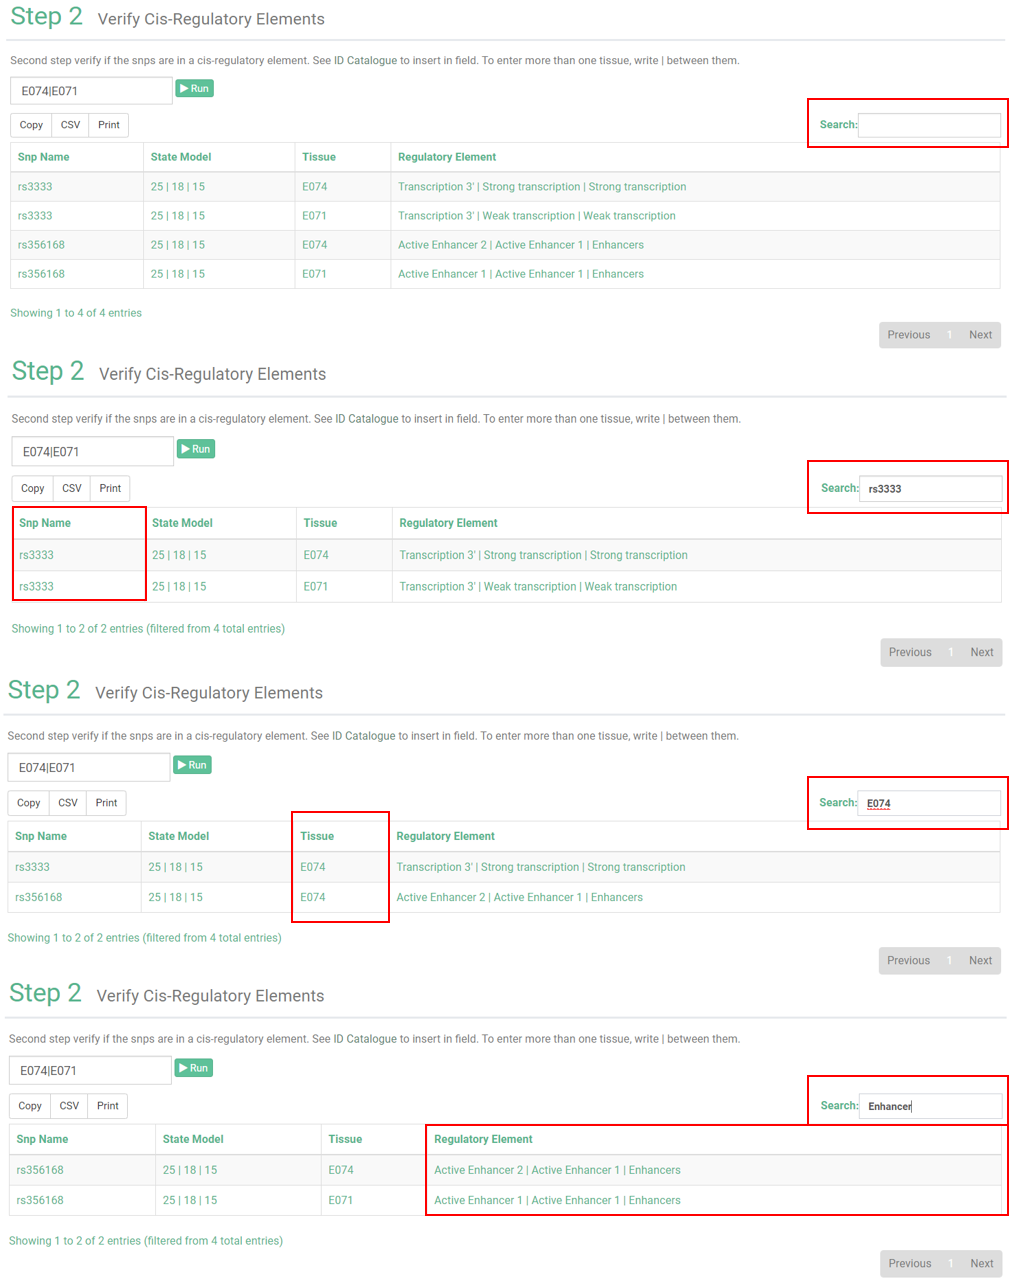 Step 2 Verify Cis-Regulatory Elements
Second step verify if the snps are in a cis-regulatory element. See ID Catalogue to insert in field. To enter more than one tissue, write | between them.
E074|E071 Run
Copy CSV Print Search:
Snp Name State Model Tissue Regulatory Element
rs3333 25 | 18 | 15 E074 Transcription 3' | Strong transcription | Strong transcription
rs3333 25 | 18 | 15 E071 Transcription 3' | Weak transcription | Weak transcription
rs356168 25 | 18 | 15 E074 Active Enhancer 2 | Active Enhancer 1 | Enhancers
rs356168 25 | 18 | 15 E071 Active Enhancer 1 | Active Enhancer 1 | Enhancers
Showing 1 to 4 of 4 entries
Previous 1 Next
Step 2 Verify Cis-Regulatory Elements
Second step verify if the snps are in a cis-regulatory element. See ID Catalogue to insert in field. To enter more than one tissue, write | between them.
E074|E071 Run
Copy CSV Print Search: rs3333
Snp Name State Model Tissue Regulatory Element
rs3333 25 | 18 | 15 E074 Transcription 3' | Strong transcription | Strong transcription
rs3333 25 | 18 | 15 E071 Transcription 3' | Weak transcription | Weak transcription
Showing 1 to 2 of 2 entries (filtered from 4 total entries)
Previous 1 Next
Step 2 Verify Cis-Regulatory Elements
Second step verify if the snps are in a cis-regulatory element. See ID Catalogue to insert in field. To enter more than one tissue, write | between them.
E074|E071 Run
Copy CSV Print Search: E074
Snp Name State Model Tissue Regulatory Element
rs3333 25 | 18 | 15 E074 Transcription 3' | Strong transcription | Strong transcription
rs356168 25 | 18 | 15 E074 Active Enhancer 2 | Active Enhancer 1 | Enhancers
Showing 1 to 2 of 2 entries (filtered from 4 total entries)
Previous 1 Next
Step 2 Verify Cis-Regulatory Elements
Second step verify if the snps are in a cis-regulatory element. See ID Catalogue to insert in field. To enter more than one tissue, write | between them.
E074|E071 Run
Copy CSV Print Search: Enhancer
Snp Name State Model Tissue Regulatory Element
rs356168 25 | 18 | 15 E074 Active Enhancer 2 | Active Enhancer 1 | Enhancers
rs356168 25 | 18 | 15 E071 Active Enhancer 1 | Active Enhancer 1 | Enhancers
Showing 1 to 2 of 2 entries (filtered from 4 total entries)
Previous 1 Next